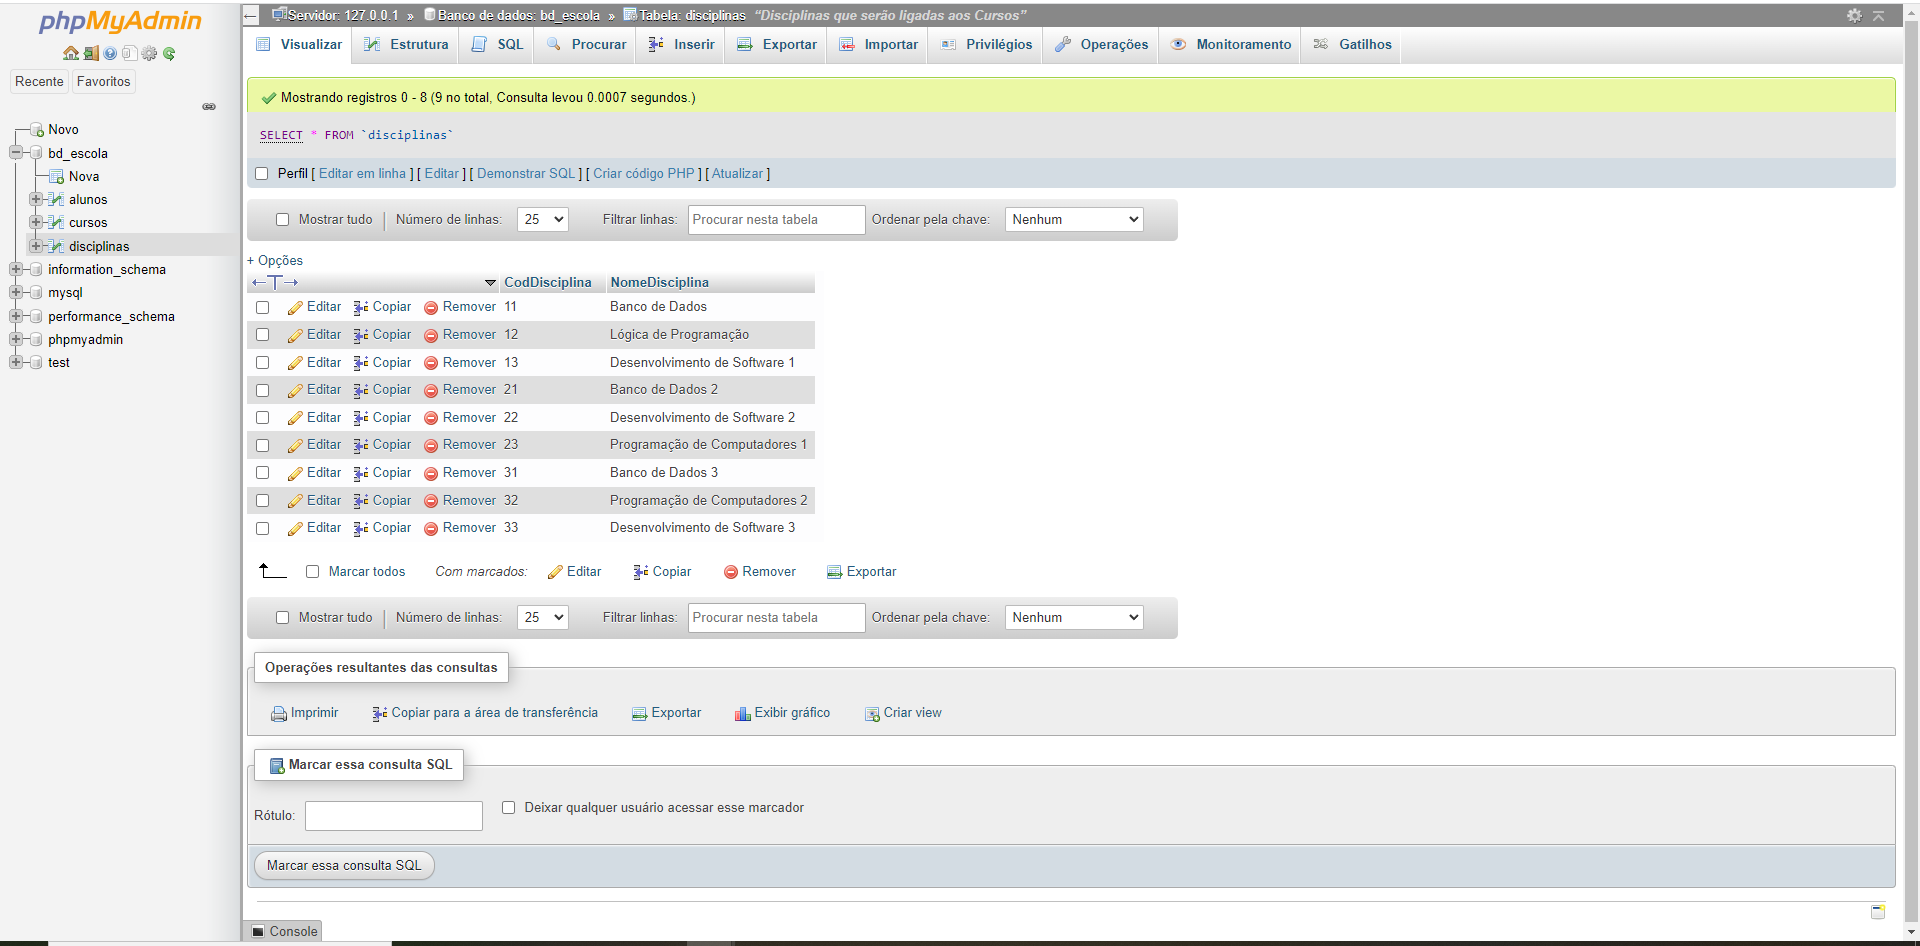 phpMyAdmin
Recente Favoritos
Novo
bd_escola
Nova
alunos
cursos
disciplinas
information_schema
mysql
performance_schema
phpmyadmin
test
Servidor: 127.0.0.1 » Banco de dados: bd_escola » Tabela: disciplinas "Disciplinas que serão ligadas aos Cursos"
Visualizar Estrutura SQL Procurar Inserir Exportar Importar Privilégios Operações Monitoramento Gatilhos
Mostrando registros 0 - 8 (9 no total, Consulta levou 0.0007 segundos.)
SELECT * FROM `disciplinas`
Perfil [ Editar em linha ] [ Editar ] [ Demonstrar SQL ] [ Criar código PHP ] [ Atualizar ]
Mostrar tudo | Número de linhas: 25 Filtrar linhas: Procurar nesta tabela Ordenar pela chave: Nenhum
+ Opções
←T→ CodDisciplina NomeDisciplina
Editar Copiar Remover 11 Banco de Dados
Editar Copiar Remover 12 Lógica de Programação
Editar Copiar Remover 13 Desenvolvimento de Software 1
Editar Copiar Remover 21 Banco de Dados 2
Editar Copiar Remover 22 Desenvolvimento de Software 2
Editar Copiar Remover 23 Programação de Computadores 1
Editar Copiar Remover 31 Banco de Dados 3
Editar Copiar Remover 32 Programação de Computadores 2
Editar Copiar Remover 33 Desenvolvimento de Software 3
Marcar todos Com marcados: Editar Copiar Remover Exportar
Mostrar tudo | Número de linhas: 25 Filtrar linhas: Procurar nesta tabela Ordenar pela chave: Nenhum
Operações resultantes das consultas
Imprimir Copiar para a área de transferência Exportar Exibir gráfico Criar view
Marcar essa consulta SQL
Rótulo: Deixar qualquer usuário acessar esse marcador
Marcar essa consulta SQL
Console